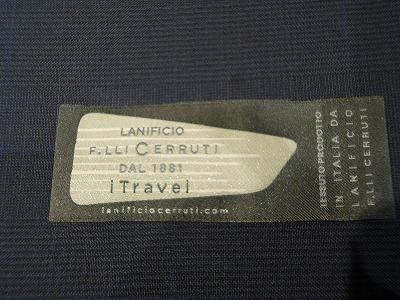 LANIFICIO
F.LLI CERRUTI
DAL 1881
iTravel
lanificiocerruti.com
TESSUTO PRODOTTO
IN ITALIA DA
LANIFICIO
F.LLI CERRUTI